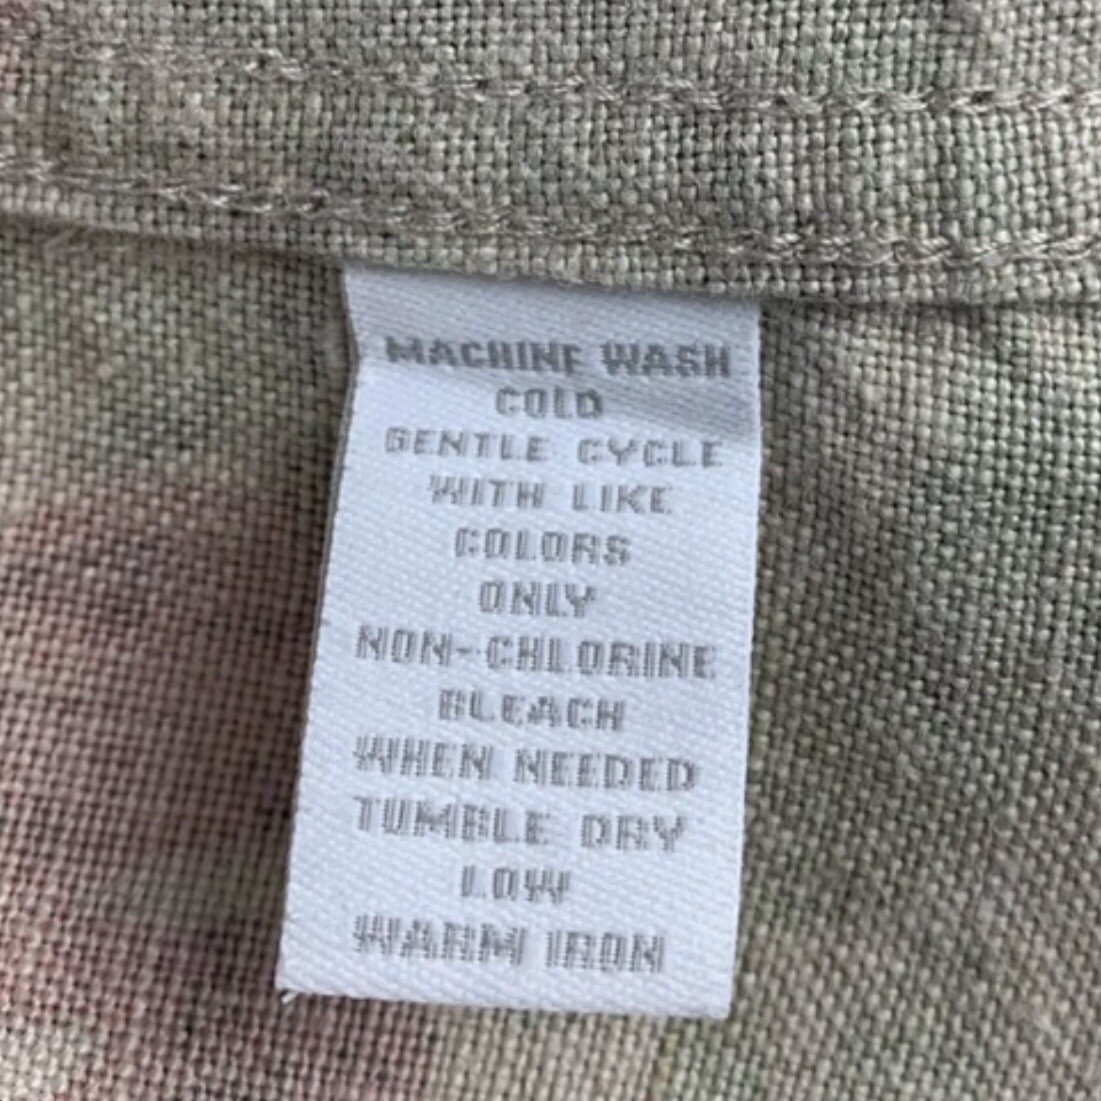 MACHINE WASH
COLD
GENTLE CYCLE
WITH LIKE
COLORS
ONLY
NON-CHLORINE
BLEACH
WHEN NEEDED
TUMBLE DRY
LOW
WARM IRON